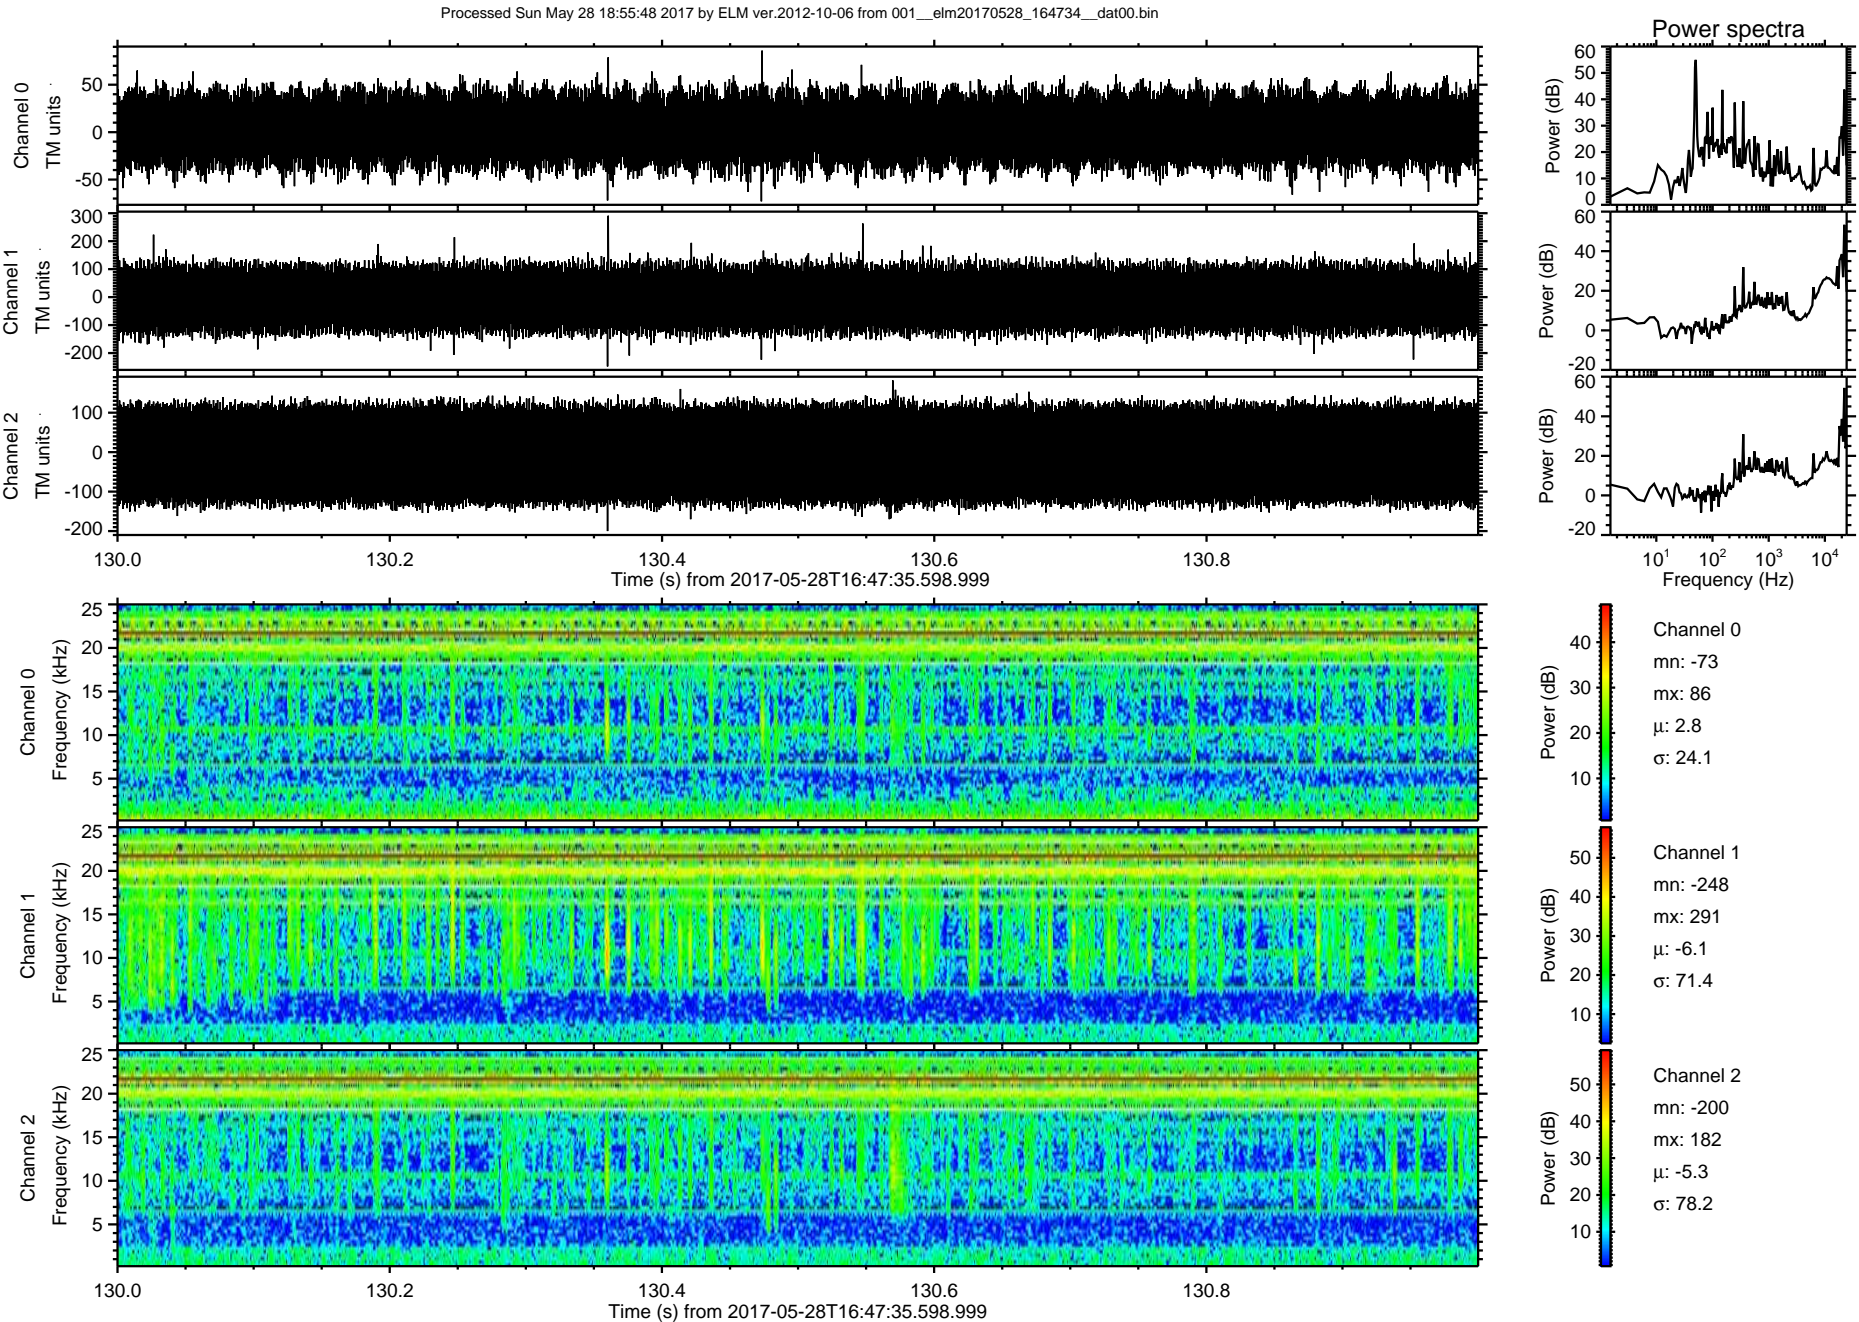 Processed Sun May 28 18:55:48 2017 by ELM ver.2012-10-06 from 001__elm20170528_164734__dat00.bin
Power spectra
Channel 0
TM units
50
0
-50
Power (dB)
60
50
40
30
20
10
0
Channel 1
TM units
300
200
100
0
-100
-200
Power (dB)
60
40
20
0
-20
Channel 2
TM units
100
0
-100
-200
Power (dB)
60
40
20
0
-20
130.0 130.2 130.4 130.6 130.8
Time (s) from 2017-05-28T16:47:35.598.999
10¹ 10² 10³ 10⁴
Frequency (Hz)
Channel 0
Frequency (kHz)
25
20
15
10
5
Power (dB)
40
30
20
10
Channel 0
mn: -73
mx: 86
μ: 2.8
σ: 24.1
Channel 1
Frequency (kHz)
25
20
15
10
5
Power (dB)
50
40
30
20
10
Channel 1
mn: -248
mx: 291
μ: -6.1
σ: 71.4
Channel 2
Frequency (kHz)
25
20
15
10
5
Power (dB)
50
40
30
20
10
Channel 2
mn: -200
mx: 182
μ: -5.3
σ: 78.2
130.0 130.2 130.4 130.6 130.8
Time (s) from 2017-05-28T16:47:35.598.999